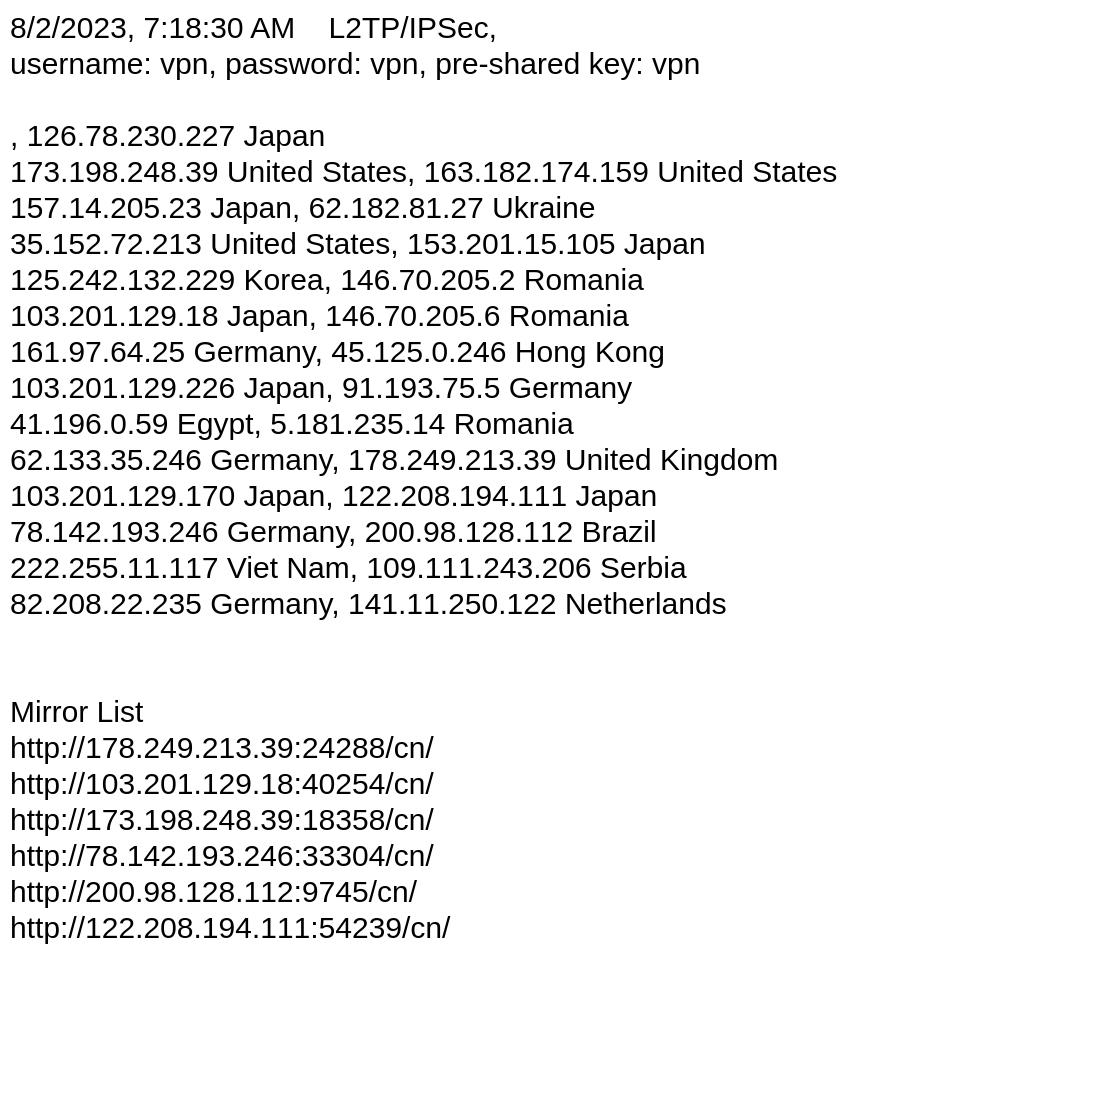 8/2/2023, 7:18:30 AM    L2TP/IPSec,
username: vpn, password: vpn, pre-shared key: vpn
, 126.78.230.227 Japan
173.198.248.39 United States, 163.182.174.159 United States
157.14.205.23 Japan, 62.182.81.27 Ukraine
35.152.72.213 United States, 153.201.15.105 Japan
125.242.132.229 Korea, 146.70.205.2 Romania
103.201.129.18 Japan, 146.70.205.6 Romania
161.97.64.25 Germany, 45.125.0.246 Hong Kong
103.201.129.226 Japan, 91.193.75.5 Germany
41.196.0.59 Egypt, 5.181.235.14 Romania
62.133.35.246 Germany, 178.249.213.39 United Kingdom
103.201.129.170 Japan, 122.208.194.111 Japan
78.142.193.246 Germany, 200.98.128.112 Brazil
222.255.11.117 Viet Nam, 109.111.243.206 Serbia
82.208.22.235 Germany, 141.11.250.122 Netherlands
Mirror List
http://178.249.213.39:24288/cn/
http://103.201.129.18:40254/cn/
http://173.198.248.39:18358/cn/
http://78.142.193.246:33304/cn/
http://200.98.128.112:9745/cn/
http://122.208.194.111:54239/cn/